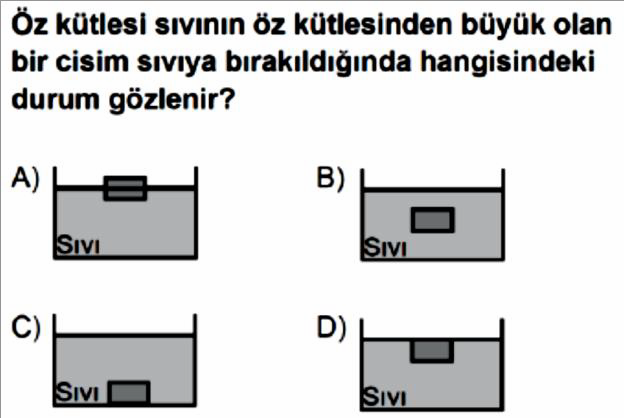 Öz kütlesi sıvının öz kütlesinden büyük olan
bir cisim sıvıya bırakıldığında hangisindeki
durum gözlenir?
A) Sıvı
B) Sıvı
C) Sıvı
D) Sıvı